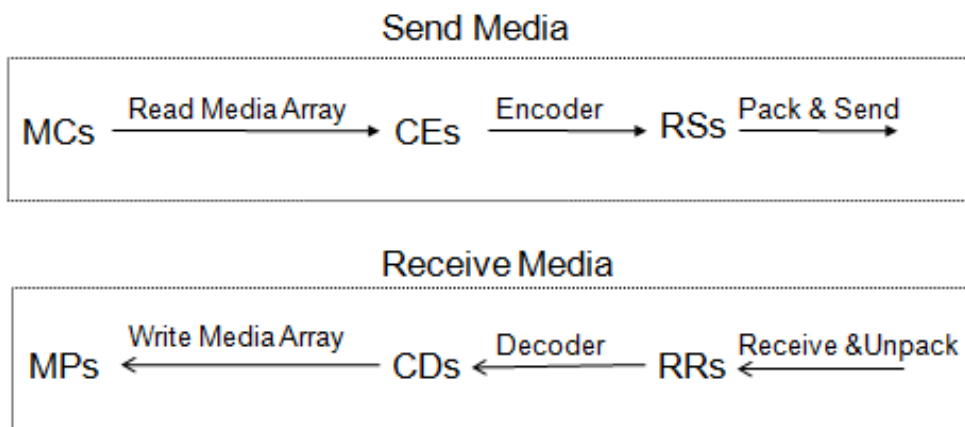 Send Media
MCs Read Media Array CEs Encoder RSs Pack & Send
Receive Media
MPs Write Media Array CDs Decoder RRs Receive &Unpack